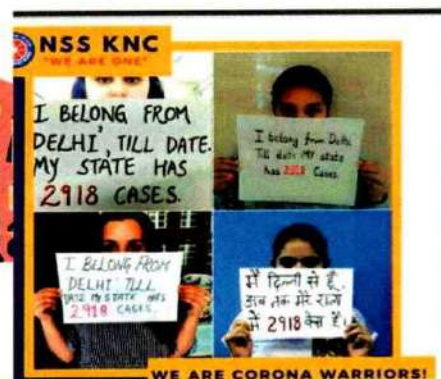 NSS KNC
"WE ARE ONE"
I BELONG FROM
DELHI', TILL DATE.
MY STATE HAS
2918 CASES.
I belong from Delhi
Till date MY state
has 2918 Cases.
I BELONG FROM
'DELHI'. TILL
DATE MY STATE HAS
2918 CASES.
मैं दिल्ली से हूँ,
अब तक मेरे राज्य
में 2918 केस हैं।
WE ARE CORONA WARRIORS!